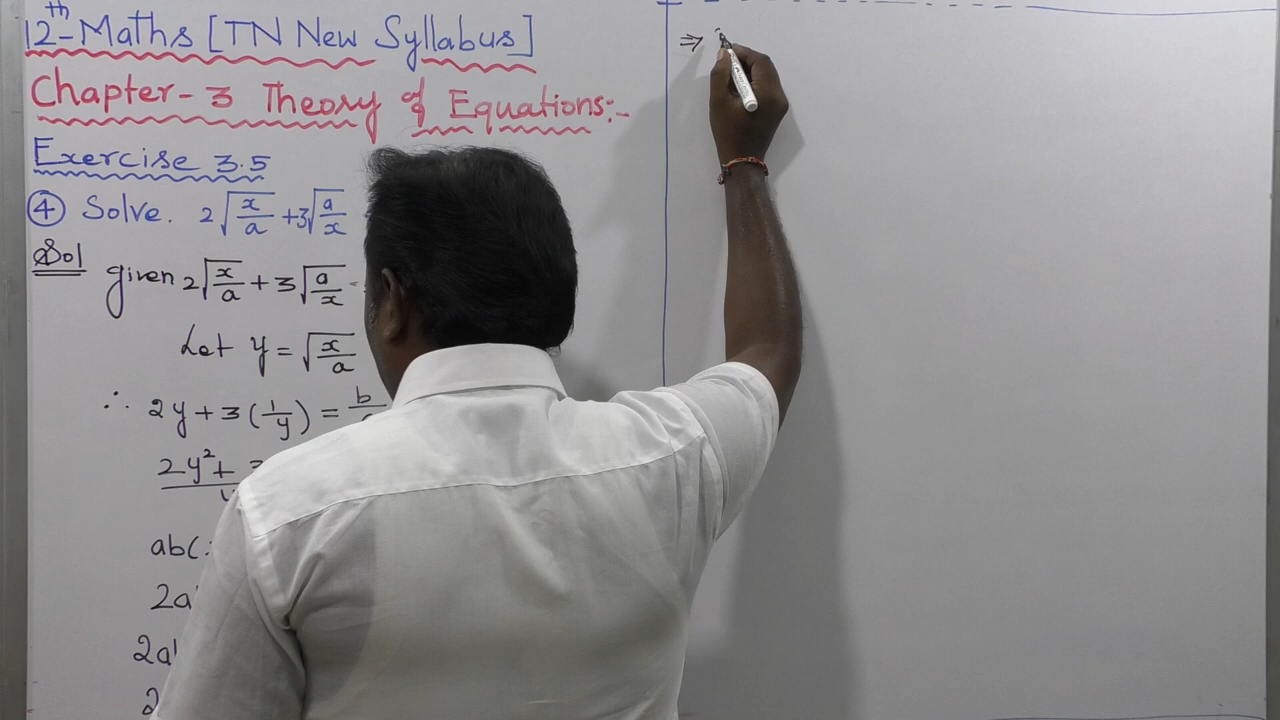 12th-Maths [TN New Syllabus]
Chapter-3 Theory of Equations:-
Exercise 3.5
④ Solve. 2√(x/a) + 3√(a/x)
Sol
given 2√(x/a) + 3√(a/x)
Let y = √(x/a)
∴ 2y + 3(1/y) = b/
2y² +
ab(
2a
2a
2
⇒